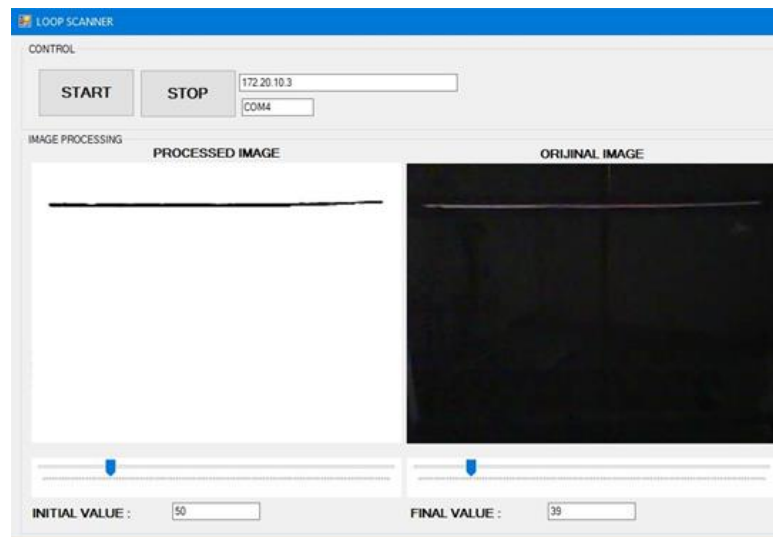 LOOP SCANNER
CONTROL
START
STOP
172.20.10.3
COM4
IMAGE PROCESSING
PROCESSED IMAGE
ORIJINAL IMAGE
INITIAL VALUE :
50
FINAL VALUE :
39